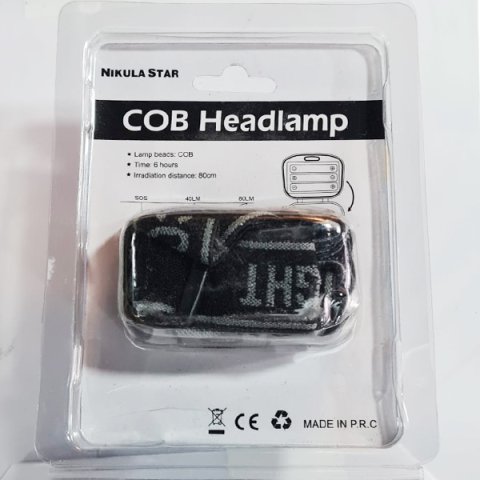 NIKULA STAR
COB Headlamp
★ Lamp beads: COB
★ Time: 6 hours
★ Irradiation distance: 80cm
SOS 40LM 80LM
CE MADE IN P.R.C